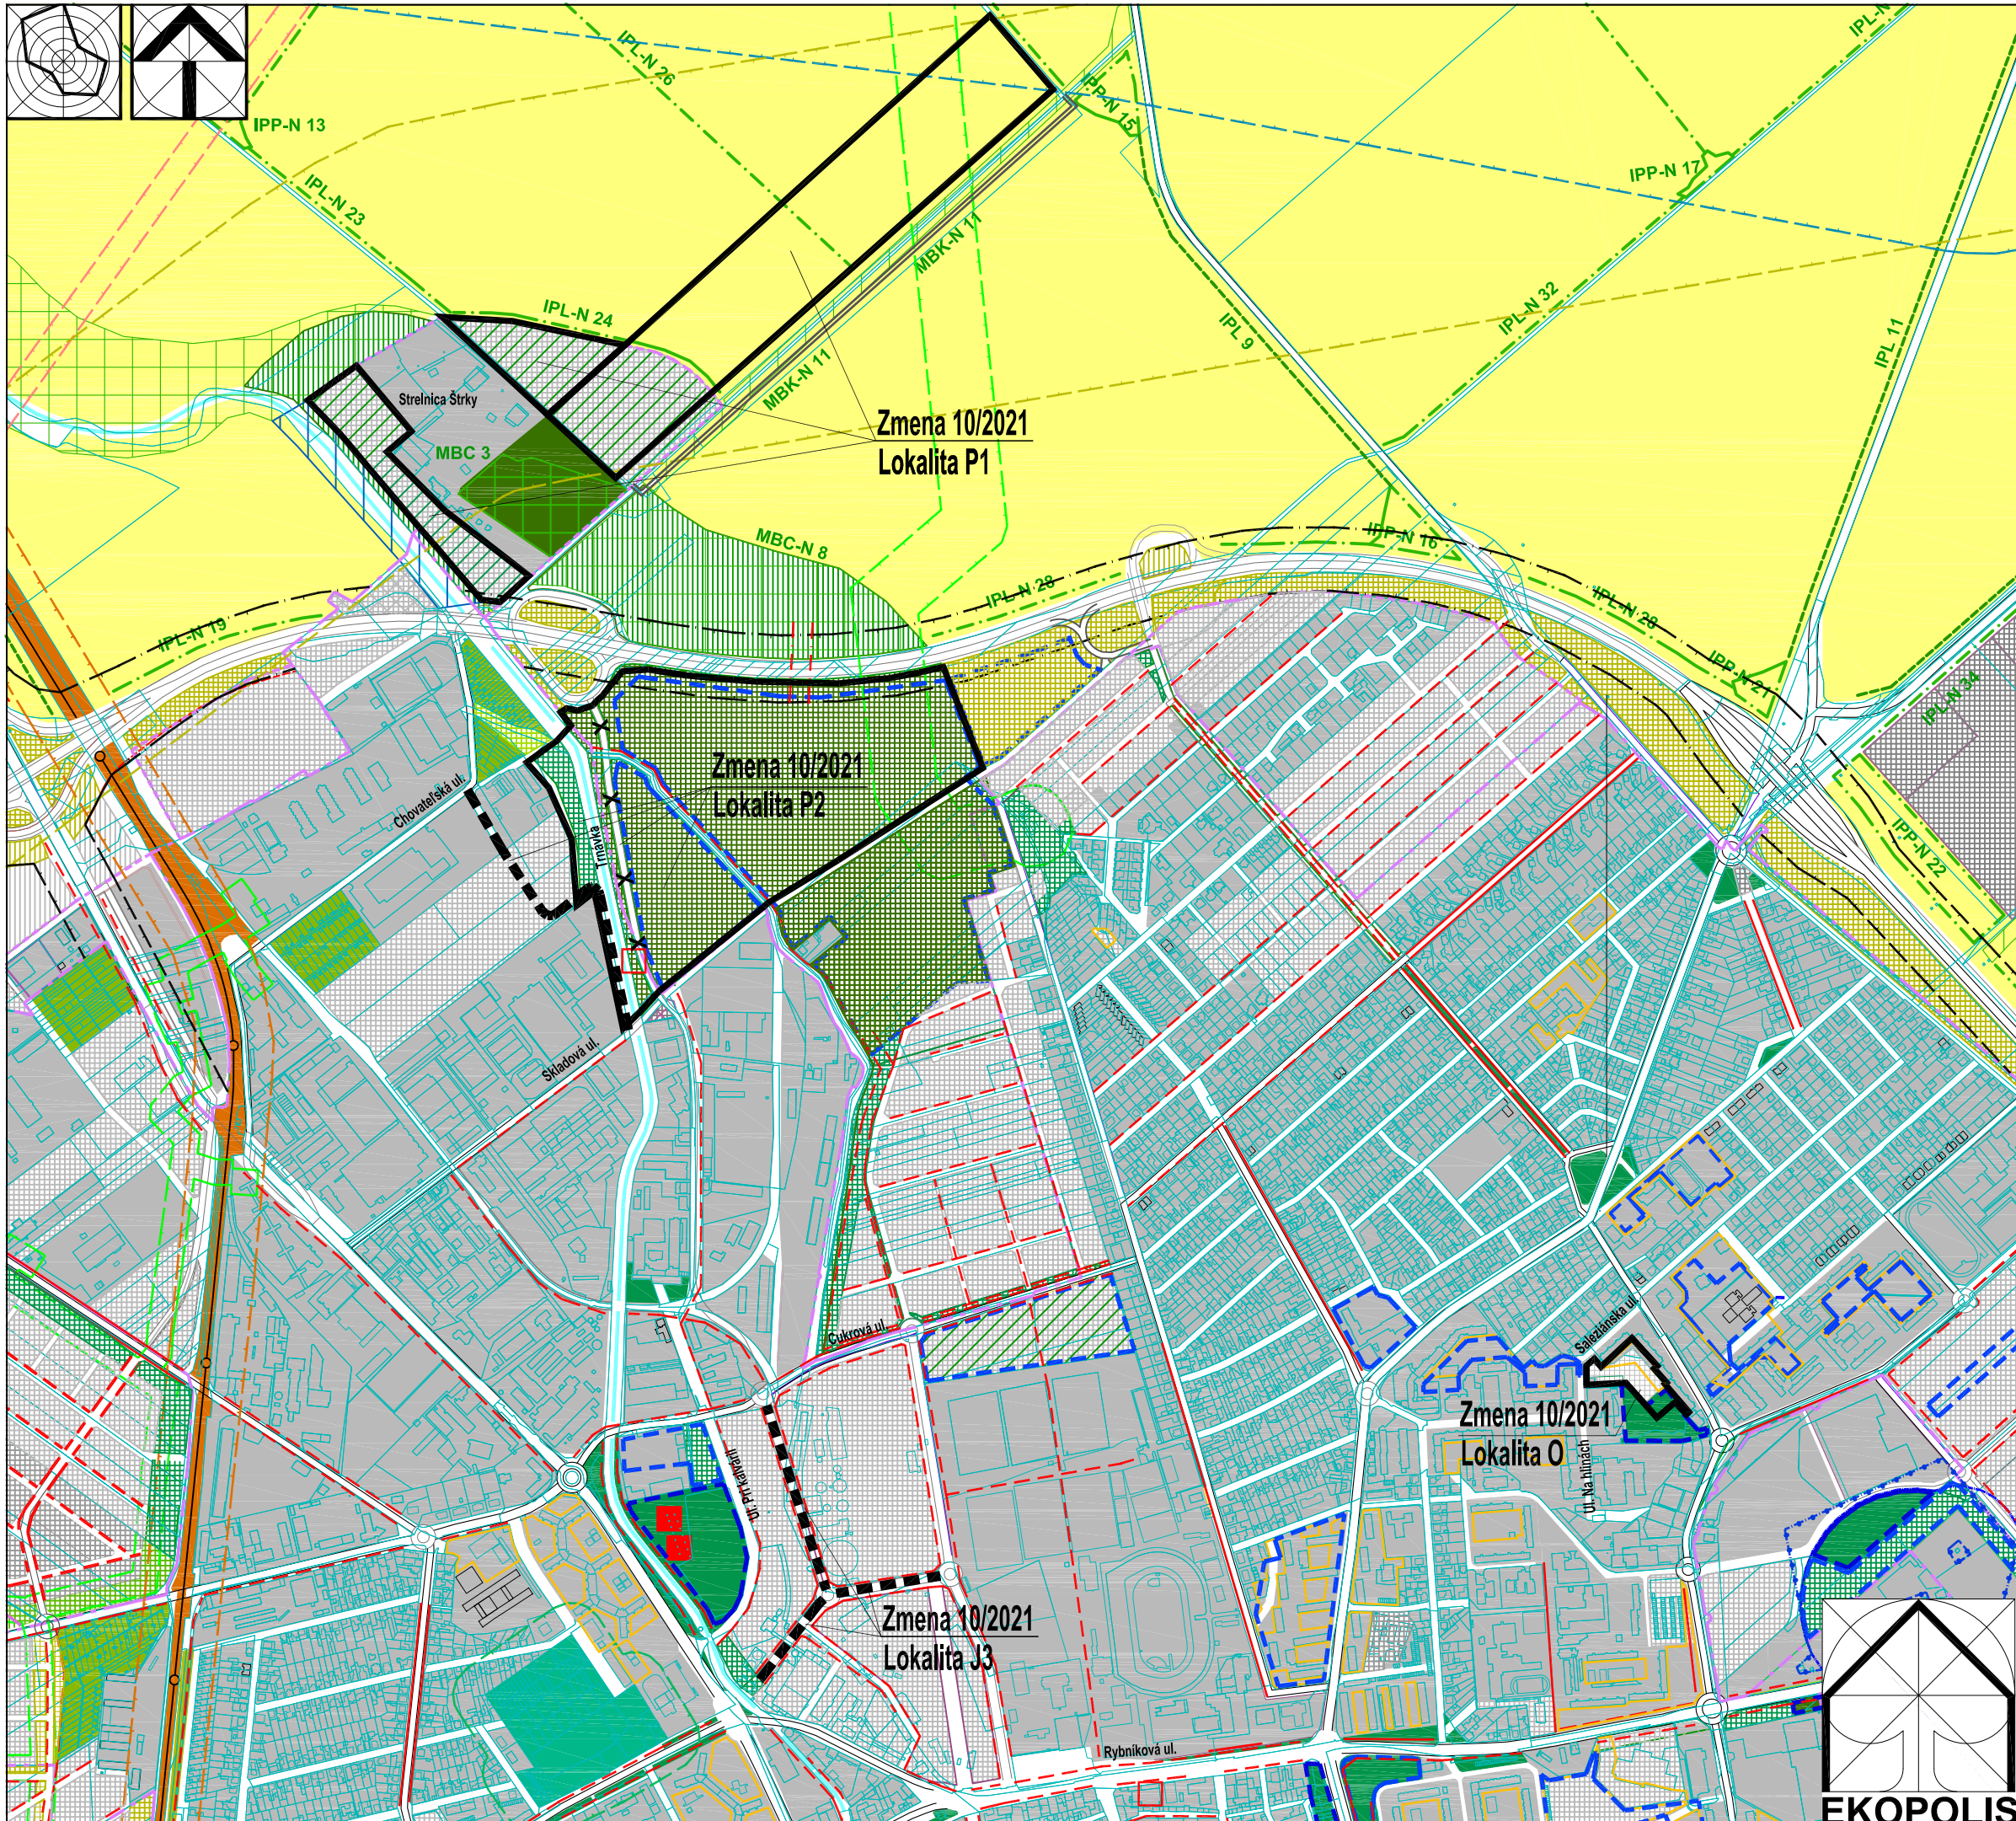 IPL-N 26
IPL-N
IPP-N 13
IPP-N 15
IPP-N 17
IPL-N 23
MBK-N 11
IPL-N 24
IPL 9
IPL-N 32
IPL 11
MBK-N 11
Strelnica Štrky
Zmena 10/2021
Lokalita P1
MBC 3
MBC-N 8
IPP-N 16
IPL-N 28
IPL-N 19
IPL-N 29
IPP-N 21
IPL-N 34
Zmena 10/2021
Lokalita P2
Chovateľská ul.
Trnávka
IPP-N 22
Skladová ul.
Cukrová ul.
Saleziánska ul.
Zmena 10/2021
Lokalita O
Ul. Na hlinách
Ul. Pri kalvárii
Zmena 10/2021
Lokalita J3
Rybníková ul.
EKOPOLIS